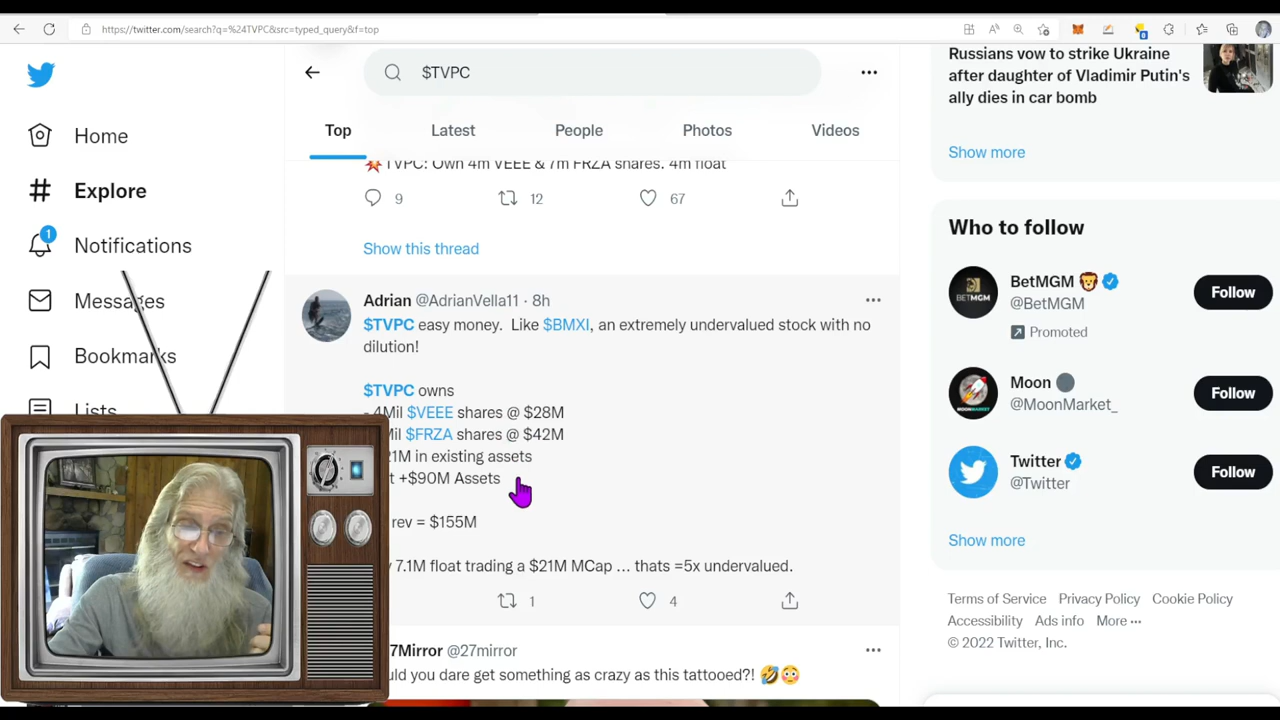 https://twitter.com/search?q=%24TVPC&src=typed_query&f=top
$TVPC
Top
Latest
People
Photos
Videos
Home
Explore
1
Notifications
Messages
Bookmarks
Lists
TVPC: Own 4m VEEE & 7m FRZA shares. 4m float
9
12
67
Show this thread
Adrian @AdrianVella11 · 8h
$TVPC easy money. Like $BMXI, an extremely undervalued stock with no
dilution!
$TVPC owns
- 4Mil $VEEE shares @ $28M
Mil $FRZA shares @ $42M
in existing assets
+$90M Assets
rev = $155M
7.1M float trading a $21M MCap ... thats =5x undervalued.
1
4
7Mirror @27mirror
uld you dare get something as crazy as this tattooed?!
Russians vow to strike Ukraine
after daughter of Vladimir Putin's
ally dies in car bomb
Show more
Who to follow
BetMGM
@BetMGM
Promoted
Follow
Moon
@MoonMarket_
Follow
Twitter
@Twitter
Follow
Show more
Terms of Service Privacy Policy Cookie Policy
Accessibility Ads info More ···
© 2022 Twitter, Inc.